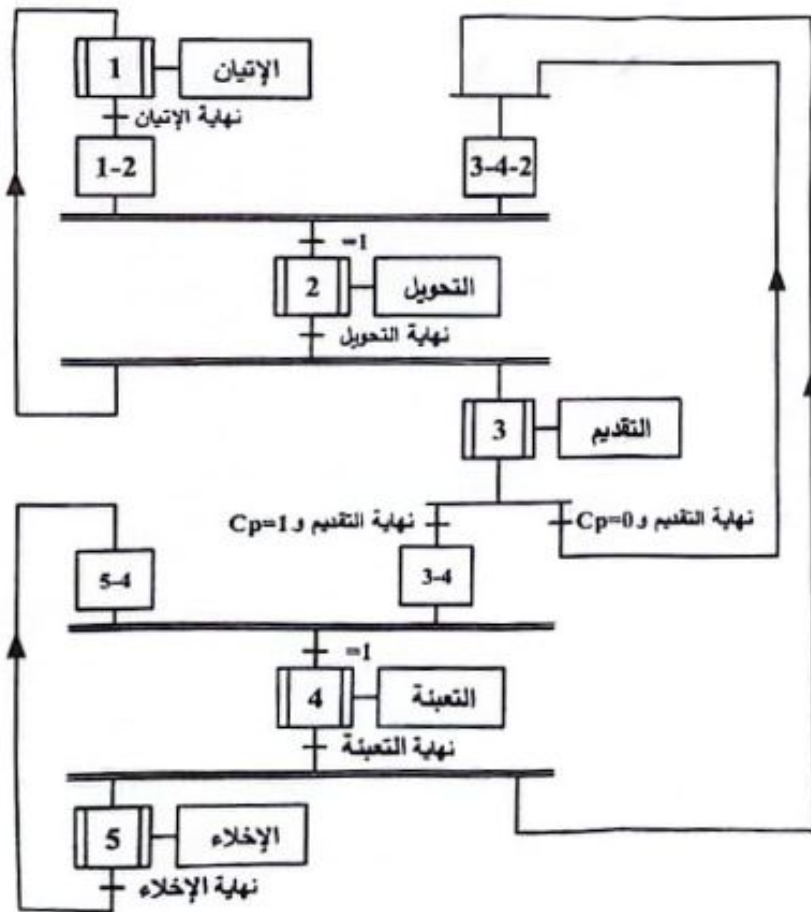 1
الإتيان
نهاية الإتيان
1-2
3-4-2
=1
2
التحويل
نهاية التحويل
3
التقديم
نهاية التقديم و Cp=1
نهاية التقديم و Cp=0
5-4
3-4
=1
4
التعبئة
نهاية التعبئة
5
الإخلاء
نهاية الإخلاء